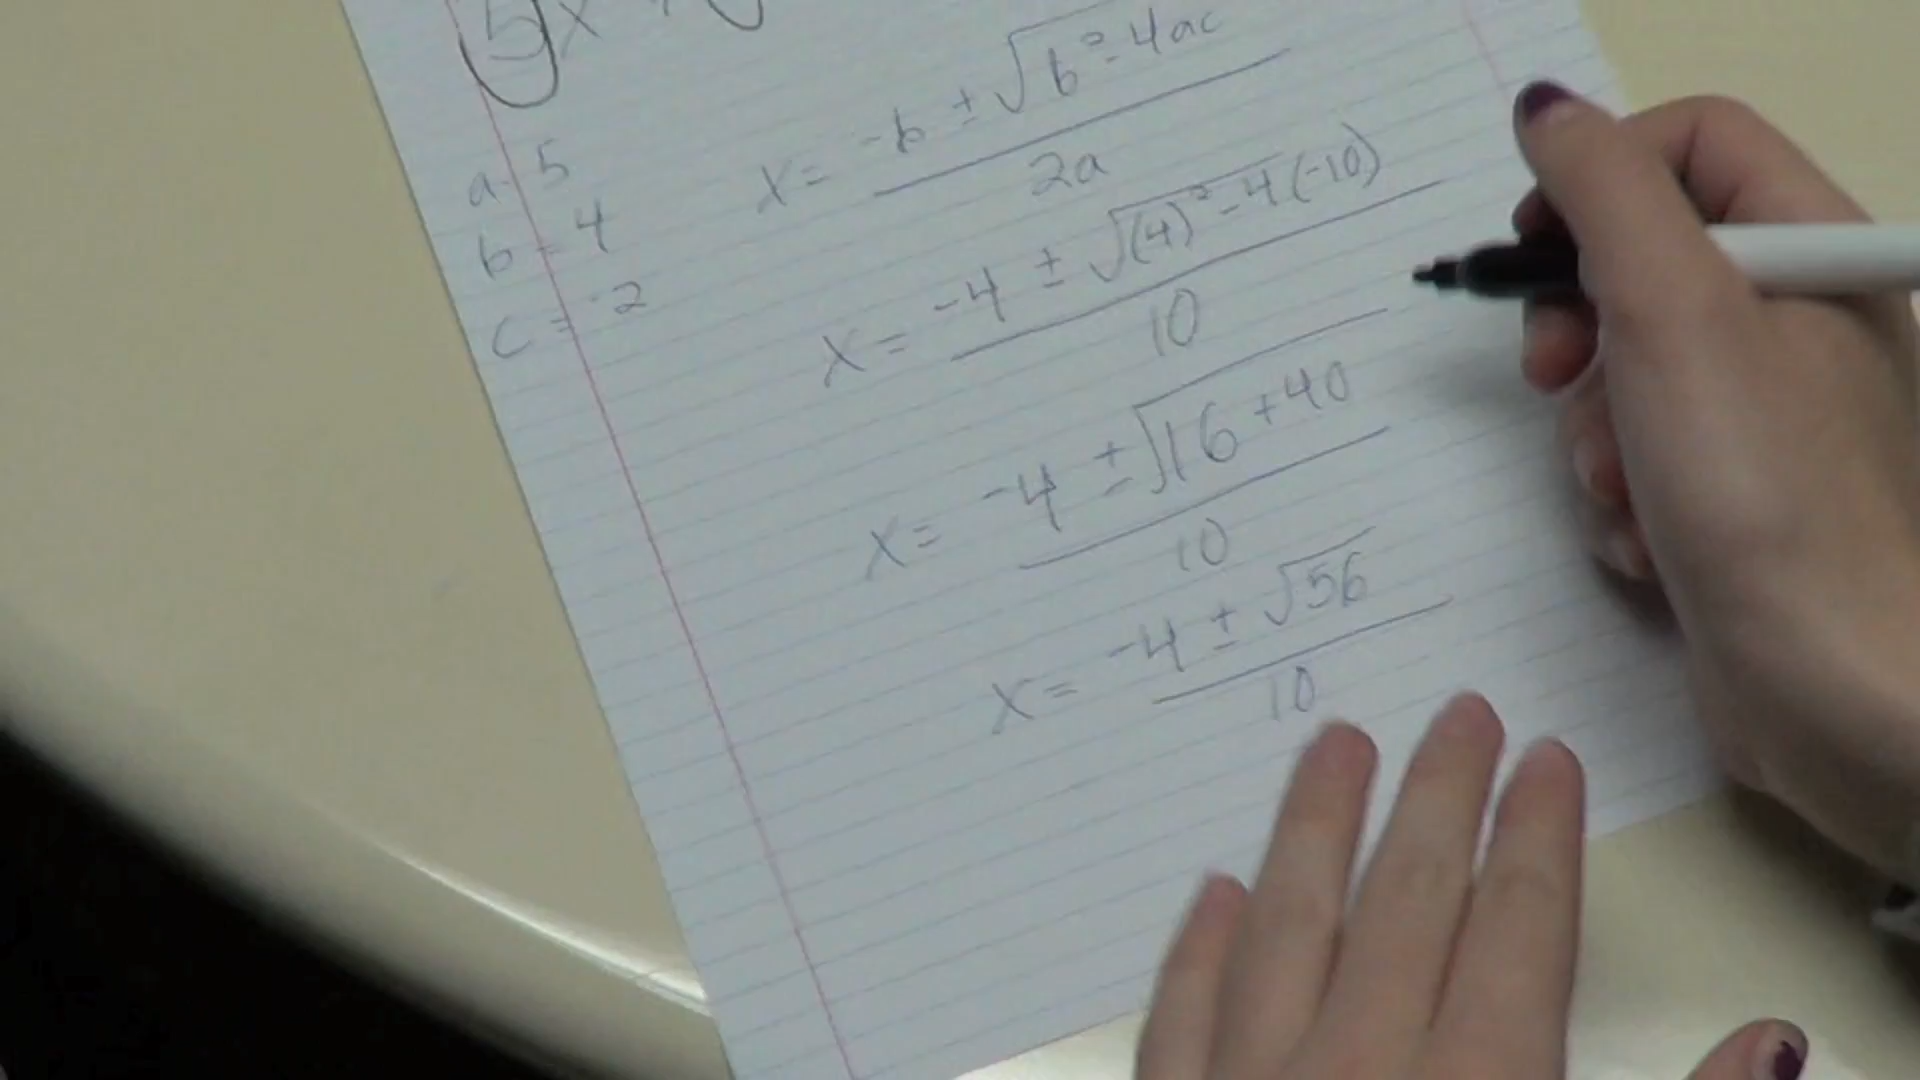 5x
a = 5
b = 4
c = -2
x = -b ± √b² - 4ac / 2a
x = -4 ± √(4)² - 4(-10) / 10
x = -4 ± √16 + 40 / 10
x = -4 ± √56 / 10